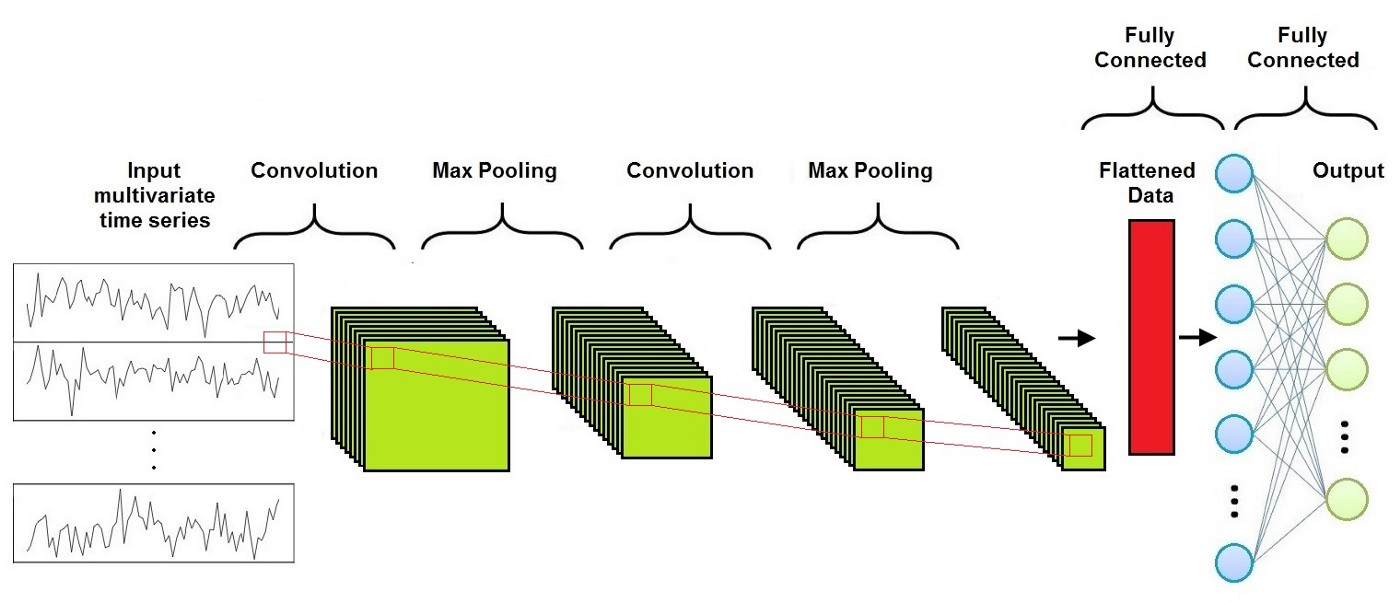 Fully
Connected
Fully
Connected
Input
multivariate
time series
Convolution
Max Pooling
Convolution
Max Pooling
Flattened
Data
Output